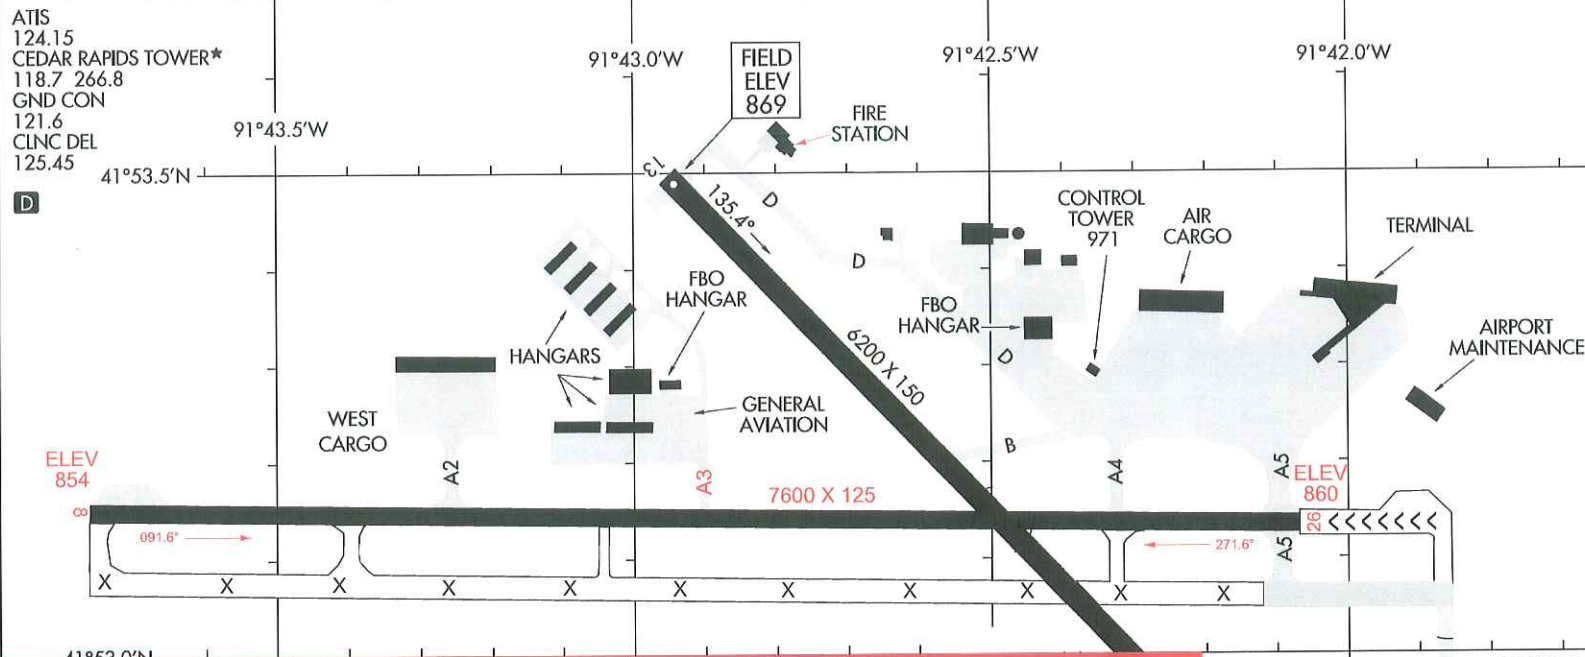 ATIS
124.15
CEDAR RAPIDS TOWER*
118.7 266.8
GND CON
121.6
CLNC DEL
125.45
D
91°43.5'W
91°43.0'W
91°42.5'W
91°42.0'W
41°53.5'N
FIELD
ELEV
869
FIRE
STATION
13
135.4°
D
D
CONTROL
TOWER
971
AIR
CARGO
TERMINAL
FBO
HANGAR
FBO
HANGAR
D
6200 X 150
AIRPORT
MAINTENANCE
HANGARS
GENERAL
AVIATION
WEST
CARGO
B
ELEV
854
A2
A3
7600 X 125
A4
A5
ELEV
860
8
26
091.6°
271.6°
A5
X X X X X X X X X X